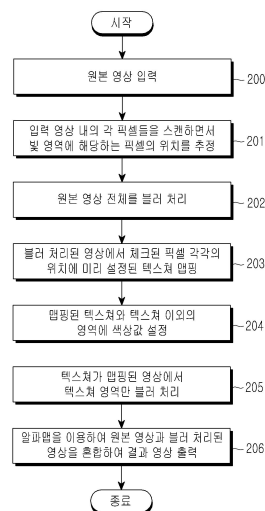 시작
원본 영상 입력
200
입력 영상 내의 각 픽셀들을 스캔하면서
빛 영역에 해당하는 픽셀의 위치를 추정
201
원본 영상 전체를 블러 처리
202
블러 처리된 영상에서 체크된 픽셀 각각의
위치에 미리 설정된 텍스쳐 맵핑
203
맵핑된 텍스쳐와 텍스쳐 이외의
영역에 색상값 설정
204
텍스쳐가 맵핑된 영상에서
텍스쳐 영역만 블러 처리
205
알파맵을 이용하여 원본 영상과 블러 처리된
영상을 혼합하여 결과 영상 출력
206
종료